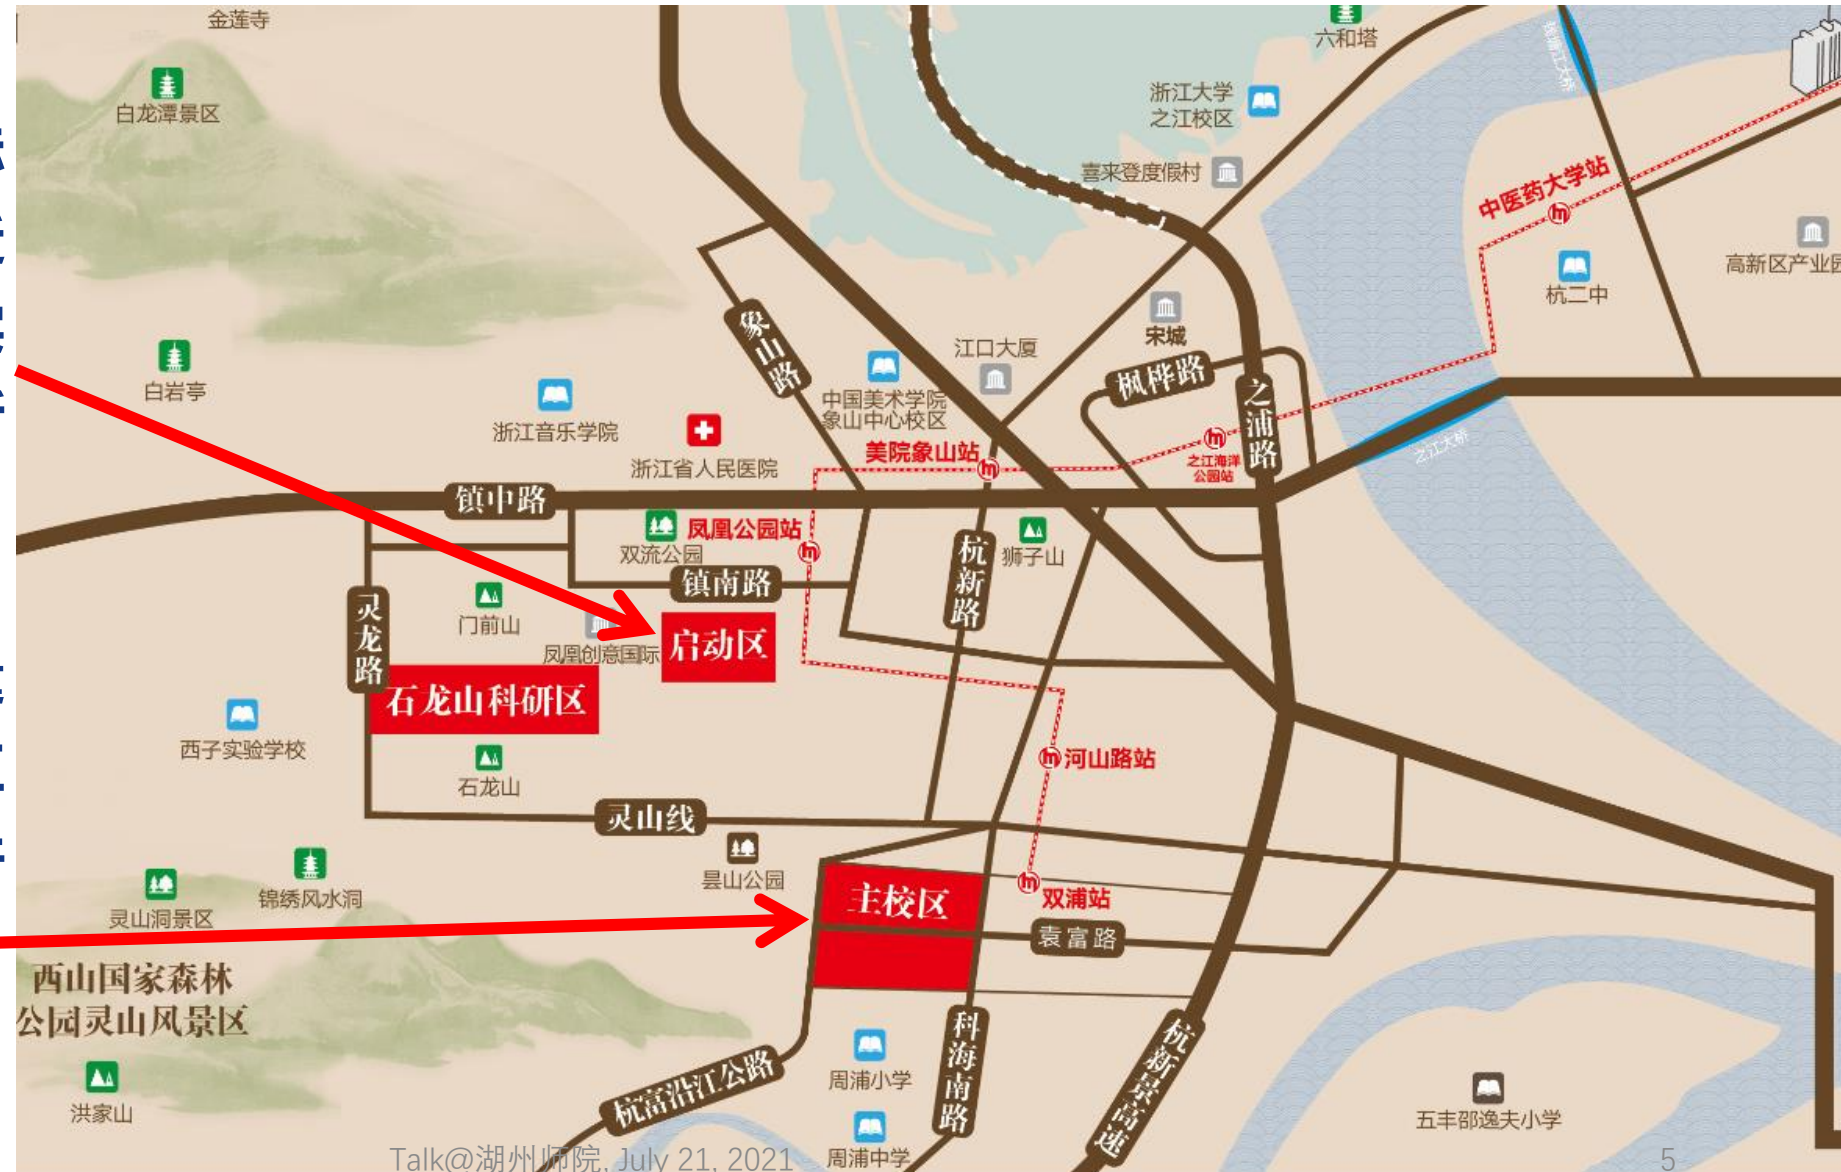 金莲寺
六和塔
钱塘江大桥
白龙潭景区
浙江大学
之江校区
喜来登度假村
中医药大学站
高新区产业园
杭二中
象山路
宋城
江口大厦
枫桦路
白岩亭
中国美术学院
象山中心校区
之浦路
浙江音乐学院
浙江省人民医院
美院象山站
之江海洋
公园站
之江大桥
镇中路
凤凰公园站
双流公园
杭新路
狮子山
镇南路
灵龙路
门前山
凤凰创意国际
启动区
石龙山科研区
西子实验学校
石龙山
河山路站
灵山线
昙山公园
锦绣风水洞
灵山洞景区
主校区
双浦站
袁富路
西山国家森林
公园灵山风景区
科海南路
杭新景高速
周浦小学
杭富沿江公路
洪家山
五丰邵逸夫小学
周浦中学
Talk@湖州师院, July 21, 2021
5